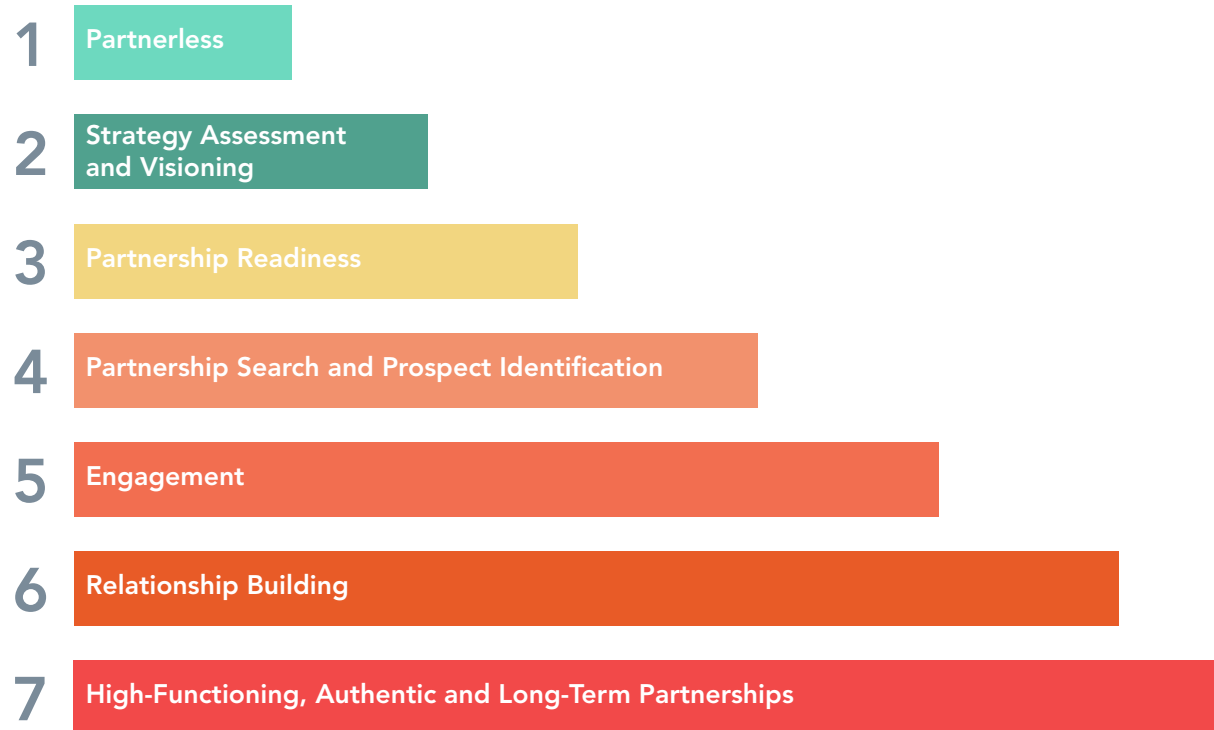 1 Partnerless
2 Strategy Assessment
and Visioning
3 Partnership Readiness
4 Partnership Search and Prospect Identification
5 Engagement
6 Relationship Building
7 High-Functioning, Authentic and Long-Term Partnerships